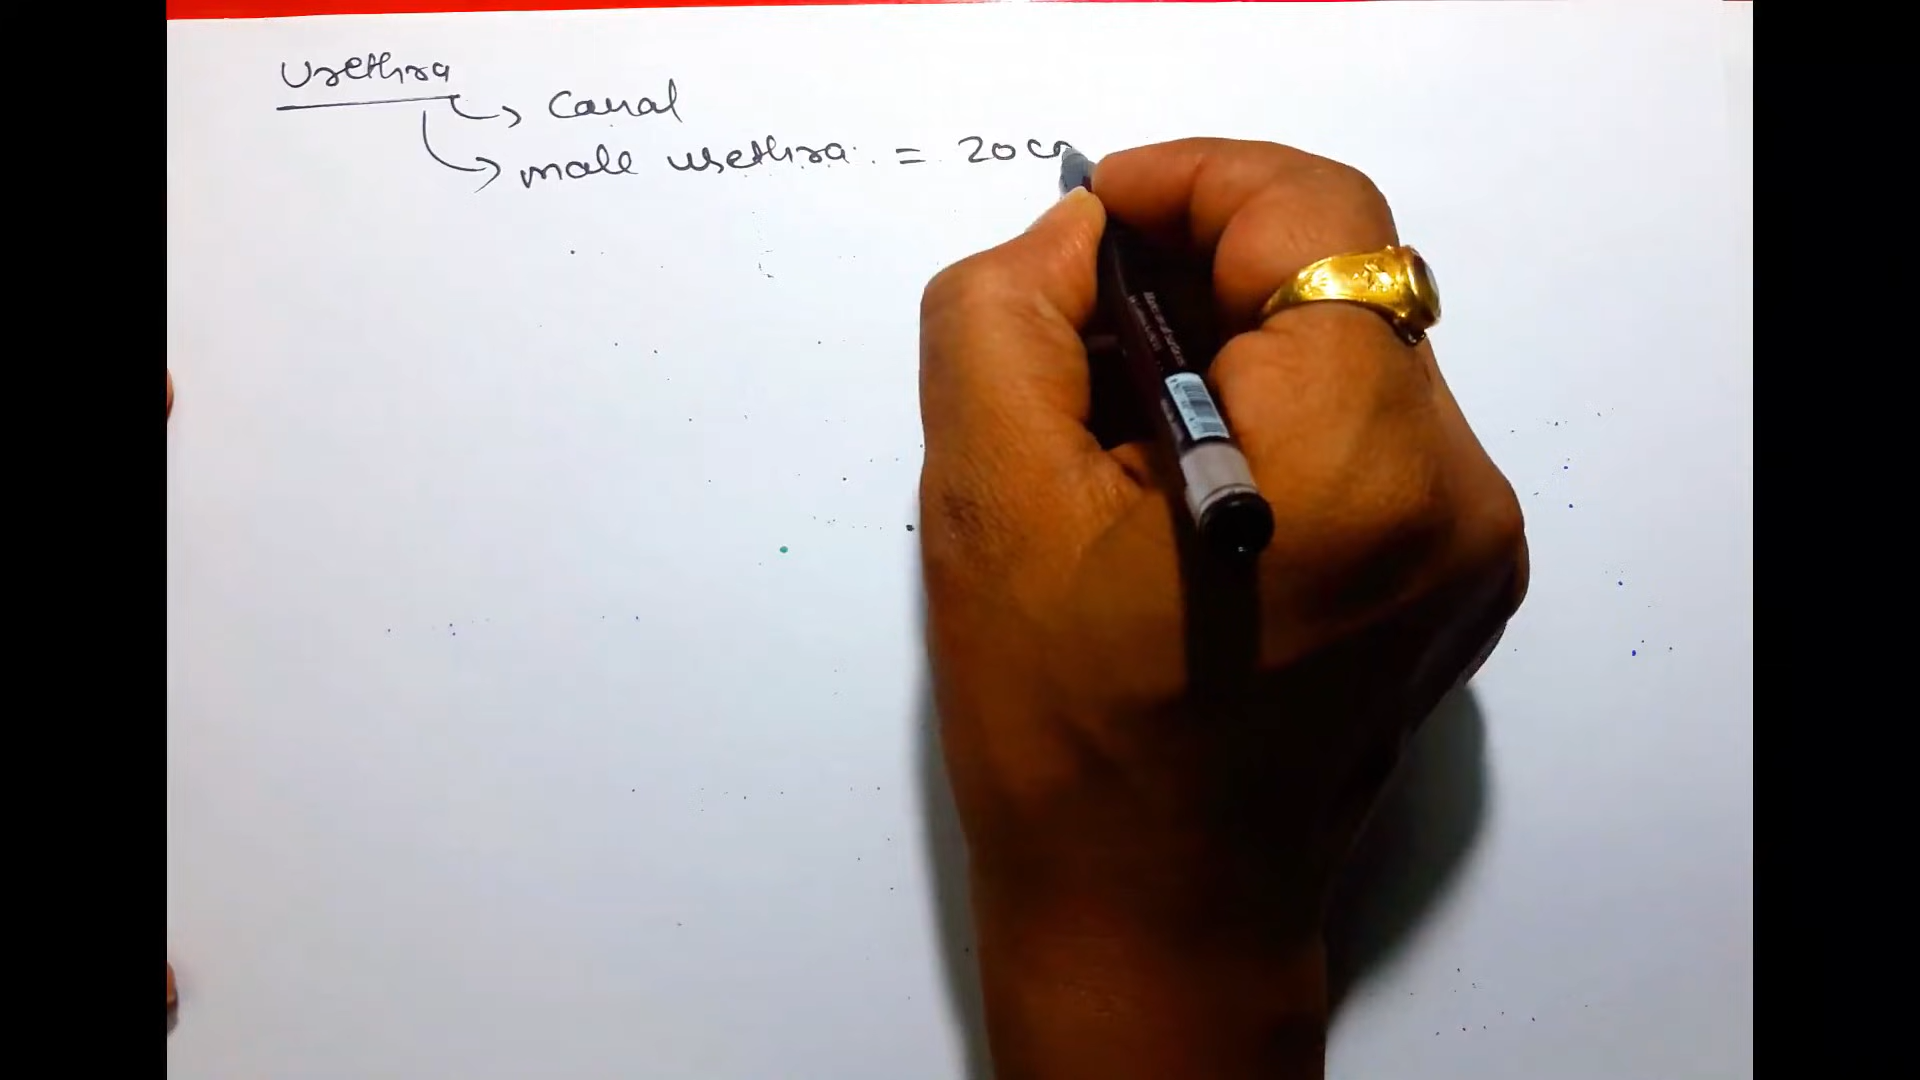 Urethra
→ Canal
→ male urethra = 20 c